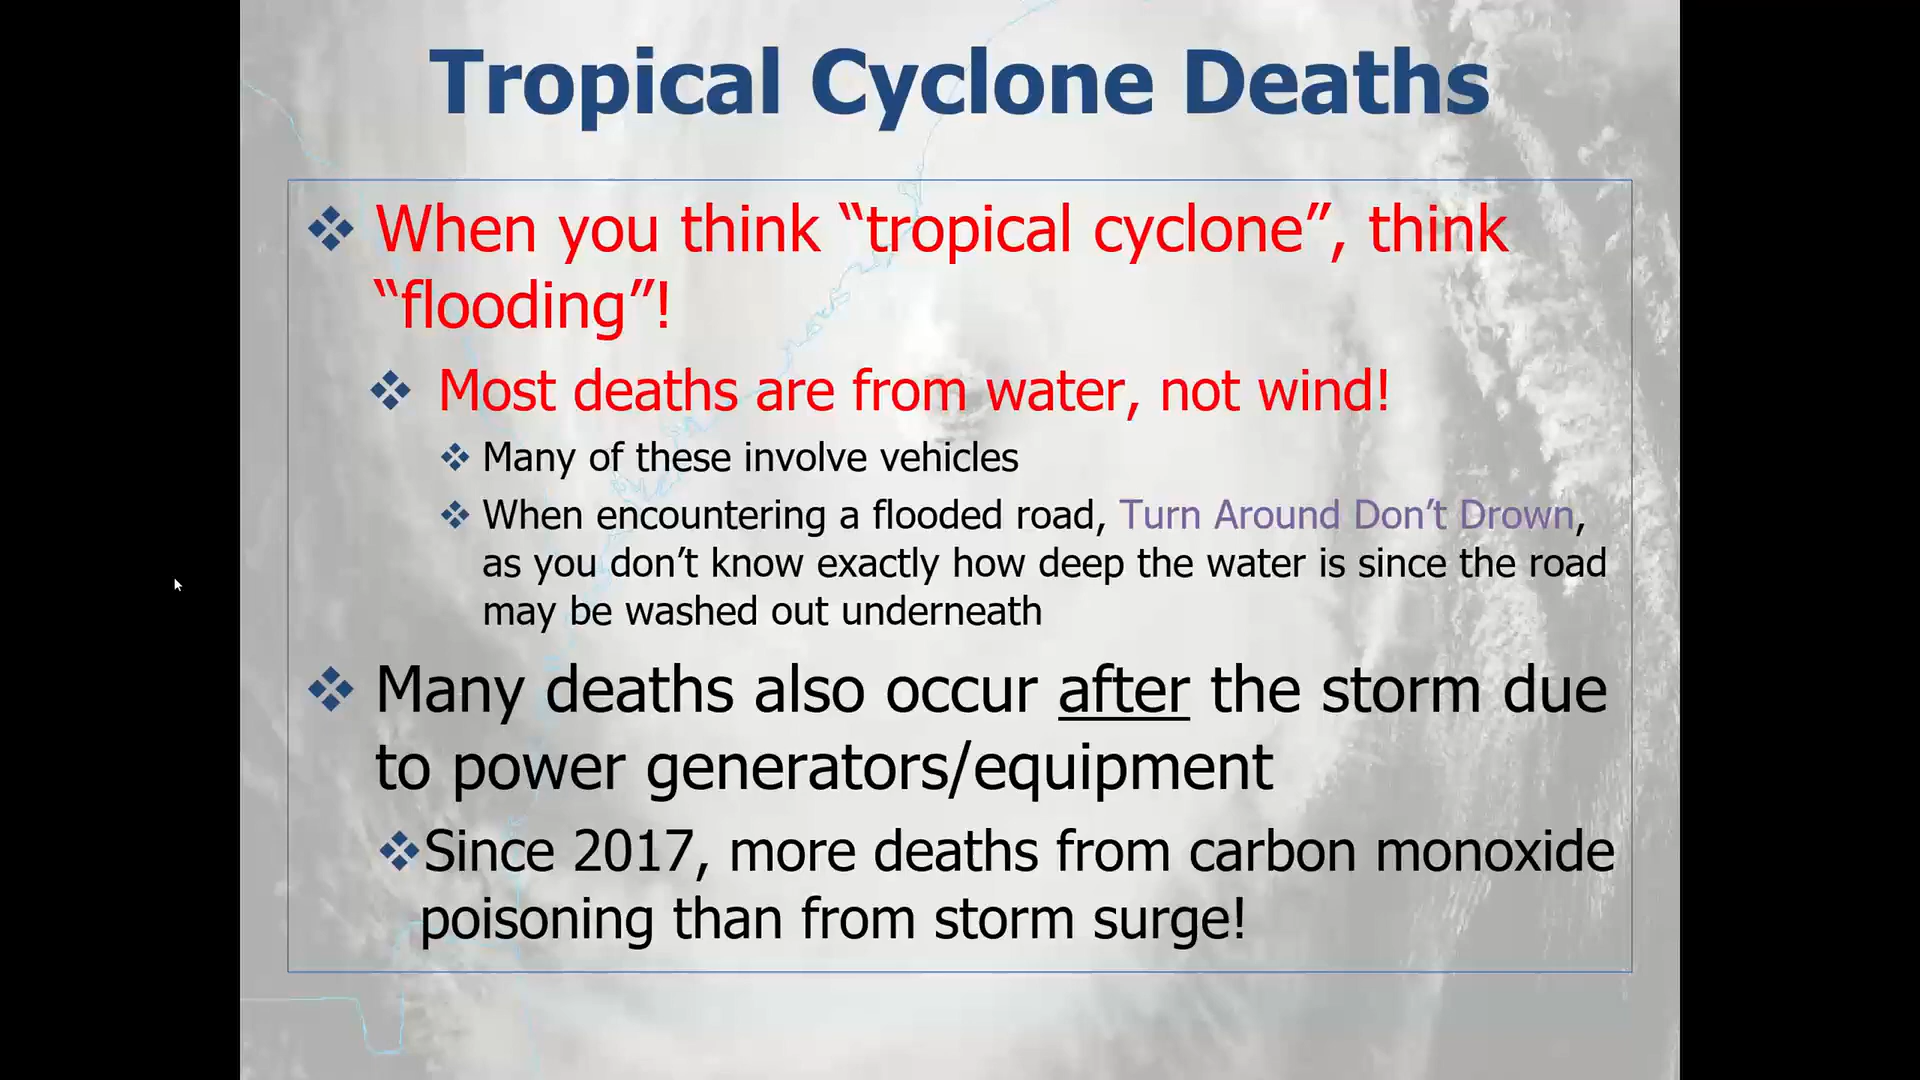 Tropical Cyclone Deaths
When you think “tropical cyclone”, think
“flooding”!
Most deaths are from water, not wind!
Many of these involve vehicles
When encountering a flooded road, Turn Around Don’t Drown,
as you don’t know exactly how deep the water is since the road
may be washed out underneath
Many deaths also occur after the storm due
to power generators/equipment
Since 2017, more deaths from carbon monoxide
poisoning than from storm surge!